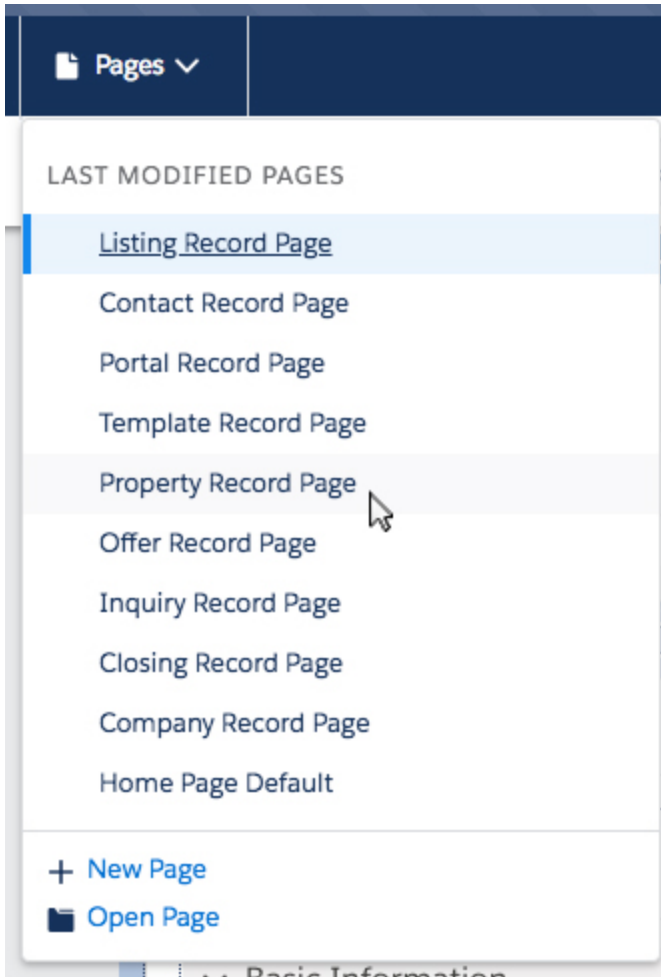 Pages
LAST MODIFIED PAGES
Listing Record Page
Contact Record Page
Portal Record Page
Template Record Page
Property Record Page
Offer Record Page
Inquiry Record Page
Closing Record Page
Company Record Page
Home Page Default
New Page
Open Page
Basic Information